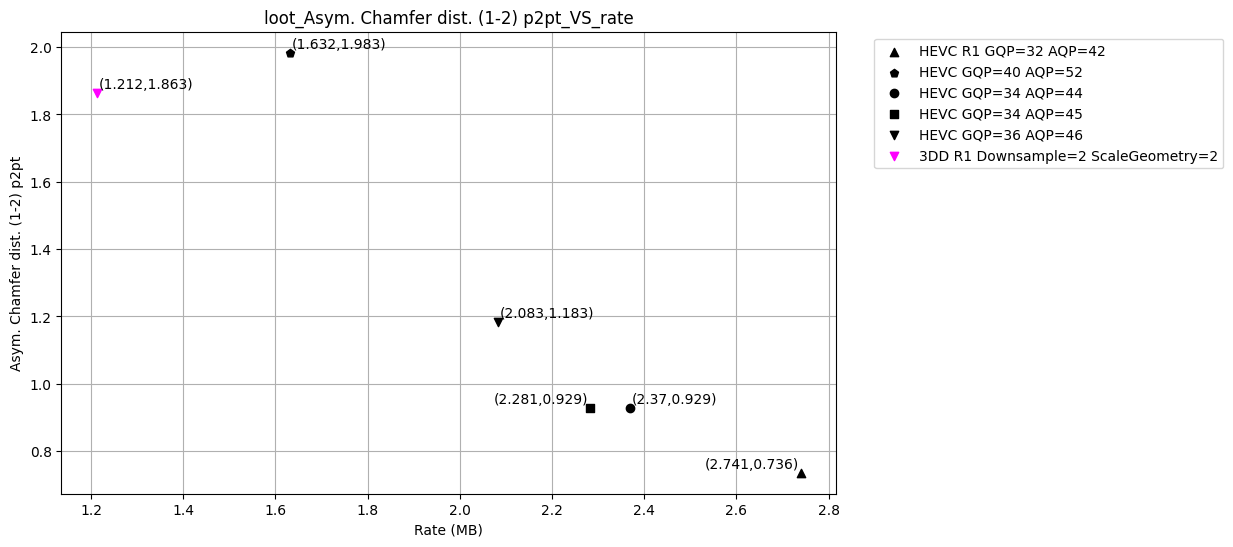 loot_Asym. Chamfer dist. (1-2) p2pt_VS_rate
Asym. Chamfer dist. (1-2) p2pt
2.0
1.8
1.6
1.4
1.2
1.0
0.8
(1.632,1.983)
(1.212,1.863)
(2.083,1.183)
(2.281,0.929)
(2.37,0.929)
(2.741,0.736)
1.2
1.4
1.6
1.8
2.0
2.2
2.4
2.6
2.8
Rate (MB)
HEVC R1 GQP=32 AQP=42
HEVC GQP=40 AQP=52
HEVC GQP=34 AQP=44
HEVC GQP=34 AQP=45
HEVC GQP=36 AQP=46
3DD R1 Downsample=2 ScaleGeometry=2